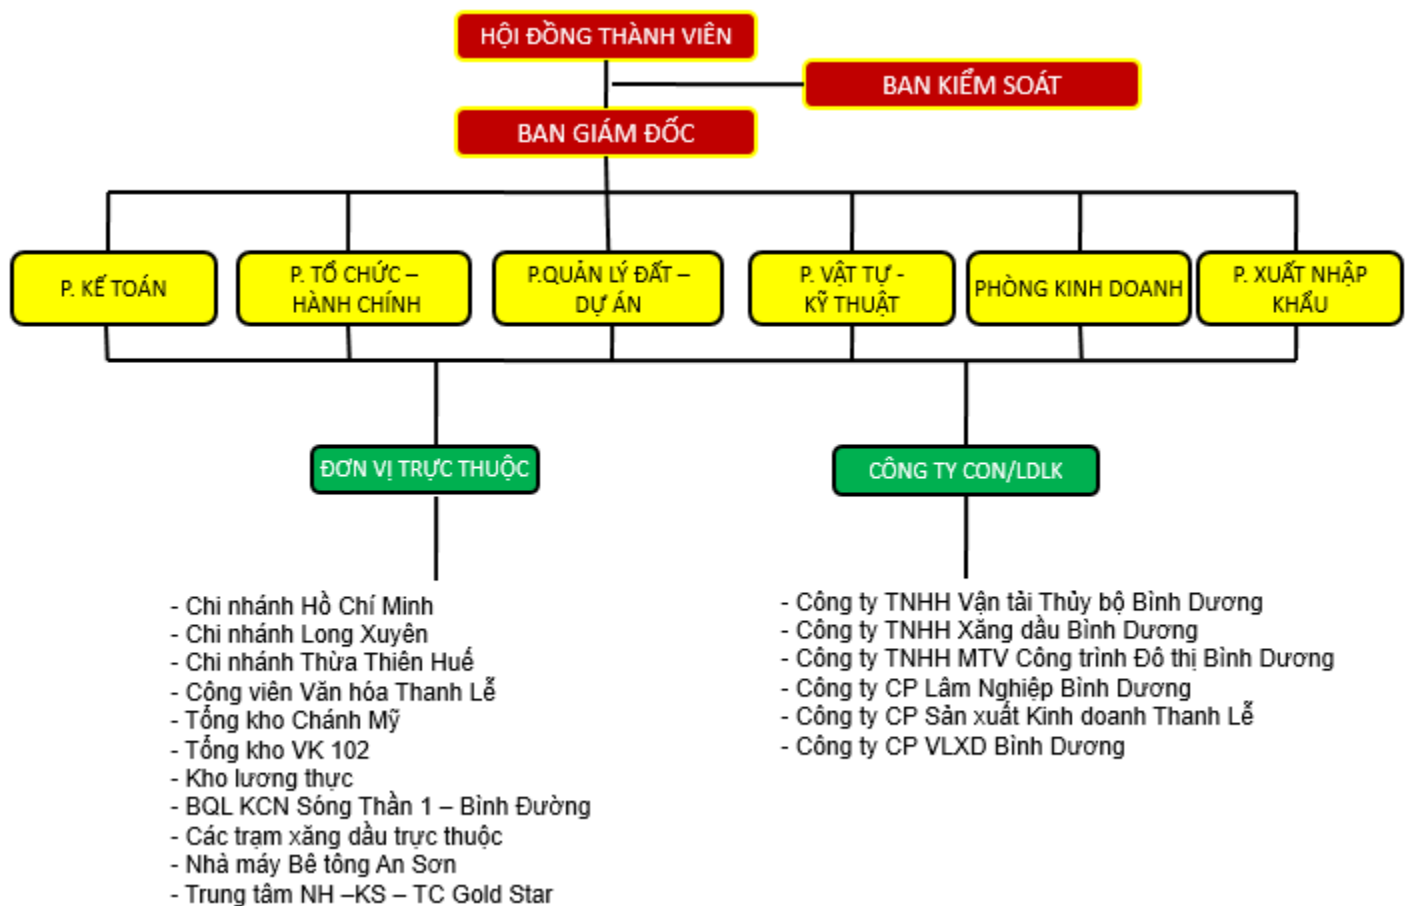 HỘI ĐỒNG THÀNH VIÊN
BAN KIỂM SOÁT
BAN GIÁM ĐỐC
P. KẾ TOÁN
P. TỔ CHỨC –
HÀNH CHÍNH
P.QUẢN LÝ ĐẤT –
DỰ ÁN
P. VẬT TỰ -
KỸ THUẬT
PHÒNG KINH DOANH
P. XUẤT NHẬP
KHẨU
ĐƠN VỊ TRỰC THUỘC
CÔNG TY CON/LDLK
- Chi nhánh Hồ Chí Minh
- Chi nhánh Long Xuyên
- Chi nhánh Thừa Thiên Huế
- Công viên Văn hóa Thanh Lễ
- Tổng kho Chánh Mỹ
- Tổng kho VK 102
- Kho lương thực
- BQL KCN Sóng Thần 1 – Bình Đường
- Các trạm xăng dầu trực thuộc
- Nhà máy Bê tông An Sơn
- Trung tâm NH –KS – TC Gold Star
- Công ty TNHH Vận tải Thủy bộ Bình Dương
- Công ty TNHH Xăng dầu Bình Dương
- Công ty TNHH MTV Công trình Đô thị Bình Dương
- Công ty CP Lâm Nghiệp Bình Dương
- Công ty CP Sản xuất Kinh doanh Thanh Lễ
- Công ty CP VLXD Bình Dương